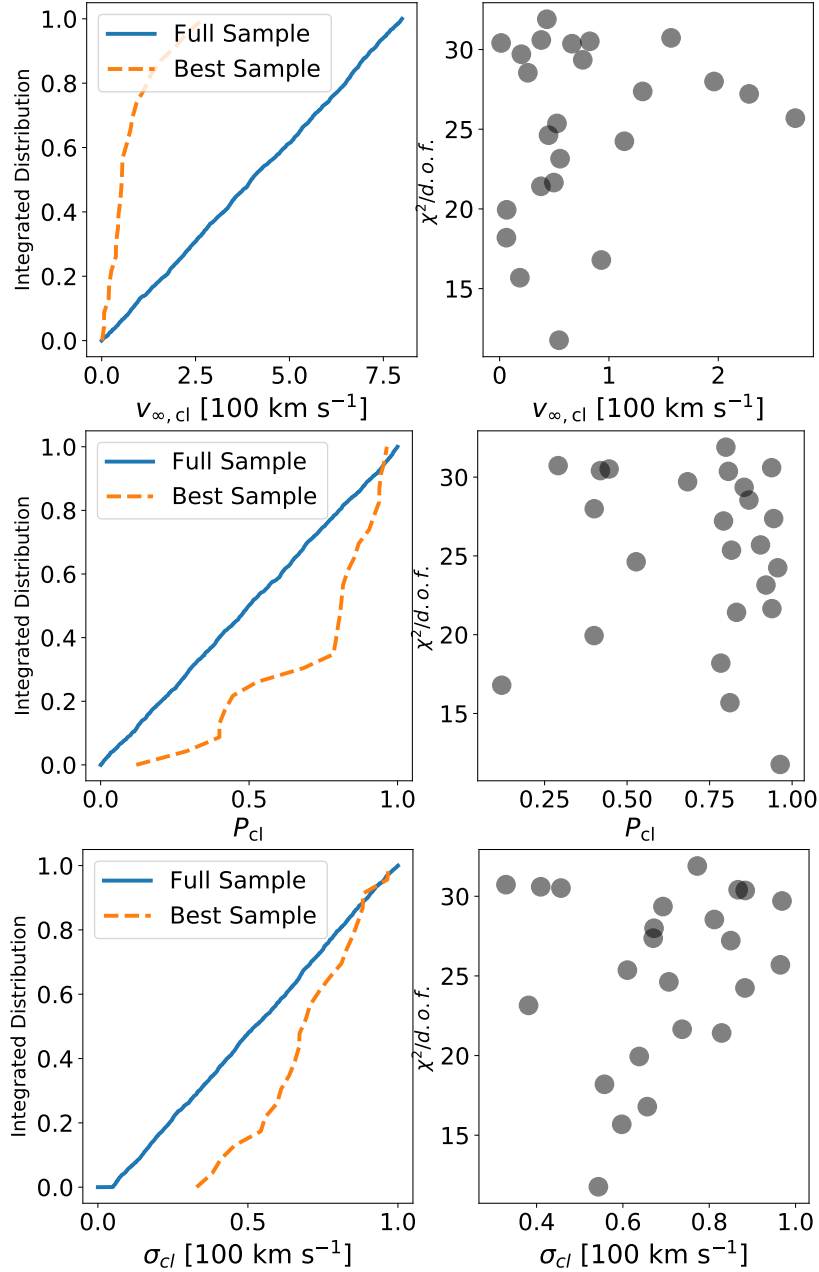 1.0
0.8
0.6
0.4
0.2
0.0
Integrated Distribution
Full Sample
Best Sample
0.0 2.5 5.0 7.5
v∞,cl [100 km s⁻¹]
30
25
20
15
χ²/d.o.f.
0 1 2
v∞,cl [100 km s⁻¹]
1.0
0.8
0.6
0.4
0.2
0.0
Integrated Distribution
Full Sample
Best Sample
0.0 0.5 1.0
P_cl
30
25
20
15
χ²/d.o.f.
0.25 0.50 0.75 1.00
P_cl
1.0
0.8
0.6
0.4
0.2
0.0
Integrated Distribution
Full Sample
Best Sample
0.0 0.5 1.0
σ_cl [100 km s⁻¹]
30
25
20
15
χ²/d.o.f.
0.4 0.6 0.8 1.0
σ_cl [100 km s⁻¹]